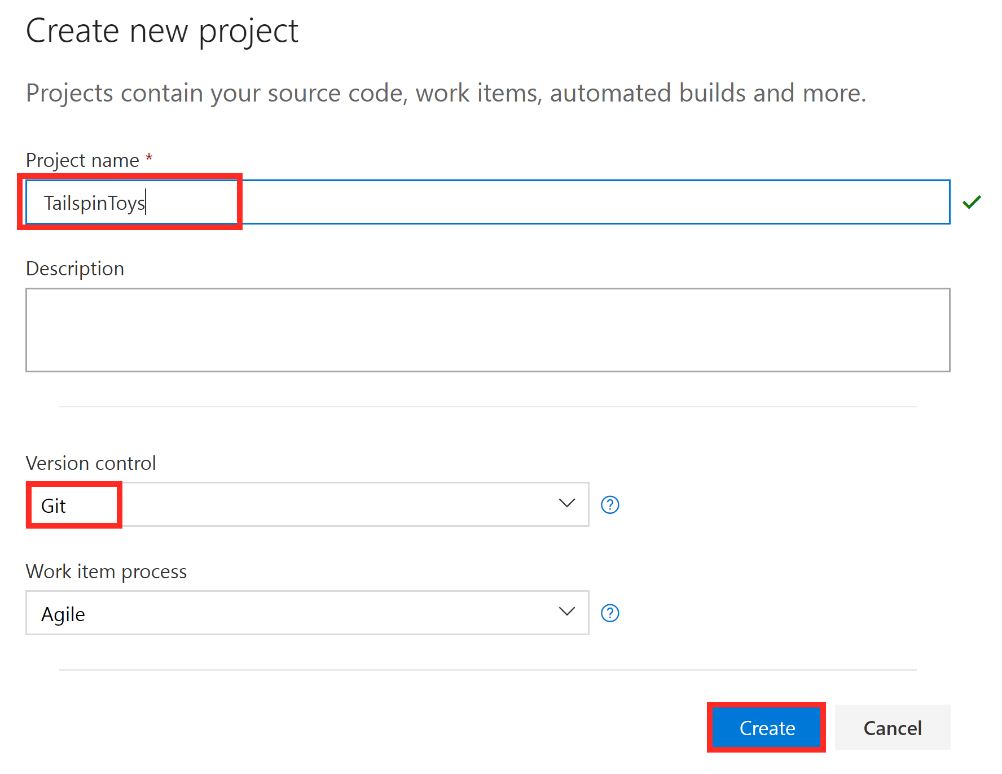 Create new project
Projects contain your source code, work items, automated builds and more.
Project name *
TailspinToys
Description
Version control
Git
?
Work item process
Agile
?
Create Cancel